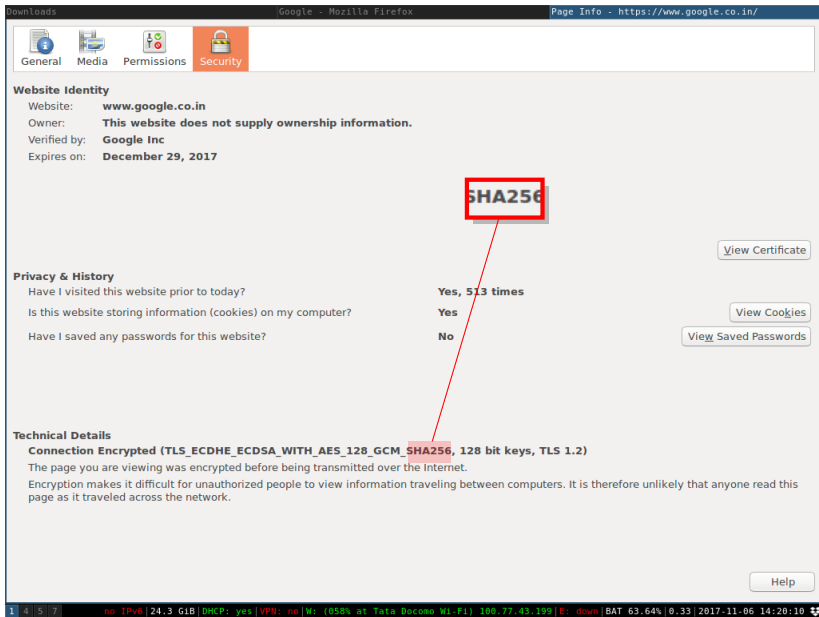 Downloads Google - Mozilla Firefox Page Info - https://www.google.co.in/
General Media Permissions Security
Website Identity
Website: www.google.co.in
Owner: This website does not supply ownership information.
Verified by: Google Inc
Expires on: December 29, 2017
SHA256
View Certificate
Privacy & History
Have I visited this website prior to today? Yes, 513 times
Is this website storing information (cookies) on my computer? Yes View Cookies
Have I saved any passwords for this website? No View Saved Passwords
Technical Details
Connection Encrypted (TLS_ECDHE_ECDSA_WITH_AES_128_GCM_SHA256, 128 bit keys, TLS 1.2)
The page you are viewing was encrypted before being transmitted over the Internet.
Encryption makes it difficult for unauthorized people to view information traveling between computers. It is therefore unlikely that anyone read this
page as it traveled across the network.
Help
1 4 5 7 no IPv6|24.3 GiB|DHCP: yes|VPN: no|W: (058% at Tata Docomo Wi-Fi) 100.77.43.199|E: down|BAT 63.64%|0.33|2017-11-06 14:20:10